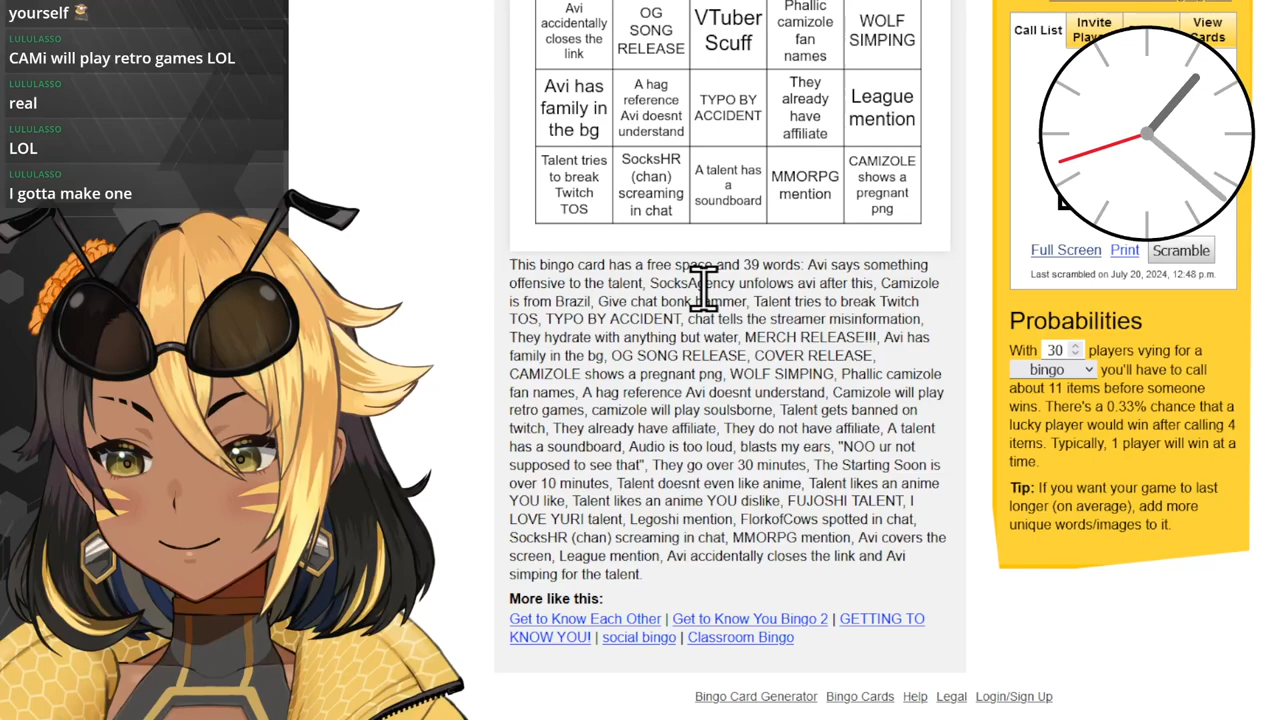 yourself
LULULASSO
CAMi will play retro games LOL
LULULASSO
real
LULULASSO
LOL
LULULASSO
I gotta make one
Avi accidentally closes the link
OG SONG RELEASE
VTuber Scuff
Phallic camizole fan names
WOLF SIMPING
Avi has family in the bg
A hag reference Avi doesnt understand
TYPO BY ACCIDENT
They already have affiliate
League mention
Talent tries to break Twitch TOS
SocksHR (chan) screaming in chat
A talent has a soundboard
MMORPG mention
CAMIZOLE shows a pregnant png
This bingo card has a free space and 39 words: Avi says something
offensive to the talent, SocksAgency unfolows avi after this, Camizole
is from Brazil, Give chat bonk hammer, Talent tries to break Twitch
TOS, TYPO BY ACCIDENT, chat tells the streamer misinformation,
They hydrate with anything but water, MERCH RELEASE!!!, Avi has
family in the bg, OG SONG RELEASE, COVER RELEASE,
CAMIZOLE shows a pregnant png, WOLF SIMPING, Phallic camizole
fan names, A hag reference Avi doesnt understand, Camizole will play
retro games, camizole will play soulsborne, Talent gets banned on
twitch, They already have affiliate, They do not have affiliate, A talent
has a soundboard, Audio is too loud, blasts my ears, "NOO ur not
supposed to see that", They go over 30 minutes, The Starting Soon is
over 10 minutes, Talent doesnt even like anime, Talent likes an anime
YOU like, Talent likes an anime YOU dislike, FUJOSHI TALENT, I
LOVE YURI talent, Legoshi mention, FlorkofCows spotted in chat,
SocksHR (chan) screaming in chat, MMORPG mention, Avi covers the
screen, League mention, Avi accidentally closes the link and Avi
simping for the talent.
More like this:
Get to Know Each Other | Get to Know You Bingo 2 | GETTING TO
KNOW YOU! | social bingo | Classroom Bingo
Bingo Card Generator Bingo Cards Help Legal Login/Sign Up
Call List
Invite
View Cards
Full Screen Print Scramble
Last scrambled on July 20, 2024, 12:48 p.m.
Probabilities
With 30 players vying for a
bingo you'll have to call
about 11 items before someone
wins. There's a 0.33% chance that a
lucky player would win after calling 4
items. Typically, 1 player will win at a
time.
Tip: If you want your game to last
longer (on average), add more
unique words/images to it.